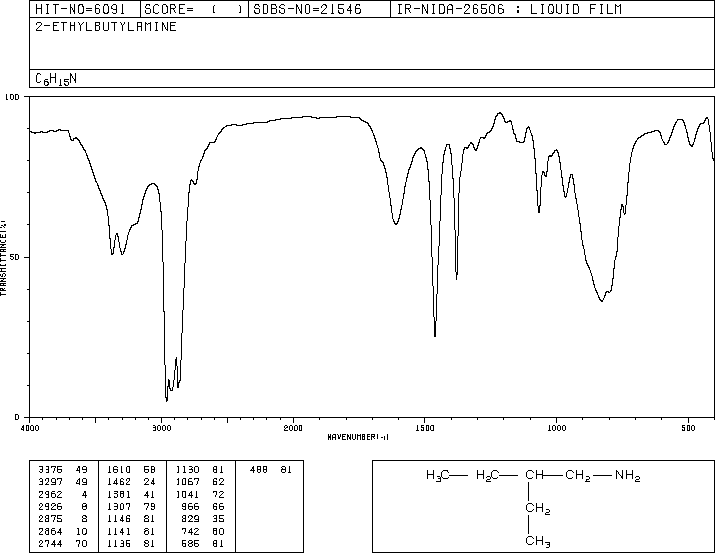 HIT-NO=6091 SCORE= ( ) SDBS-NO=21546 IR-NIDA-26506 : LIQUID FILM
2-ETHYLBUTYLAMINE
C6H15N
100
50
0
TRANSMITTANCE(%)
4000 3000 2000 1500 1000 500
WAVENUMBER(-1)
3375 49 1610 58 1130 81 488 81
3297 49 1462 24 1067 62
2962 4 1381 41 1041 72
2926 8 1307 79 966 66
2875 8 1146 81 829 35
2864 10 1141 81 742 60
2744 70 1135 81 585 81
H3C H2C CH CH2 NH2
CH2
CH3